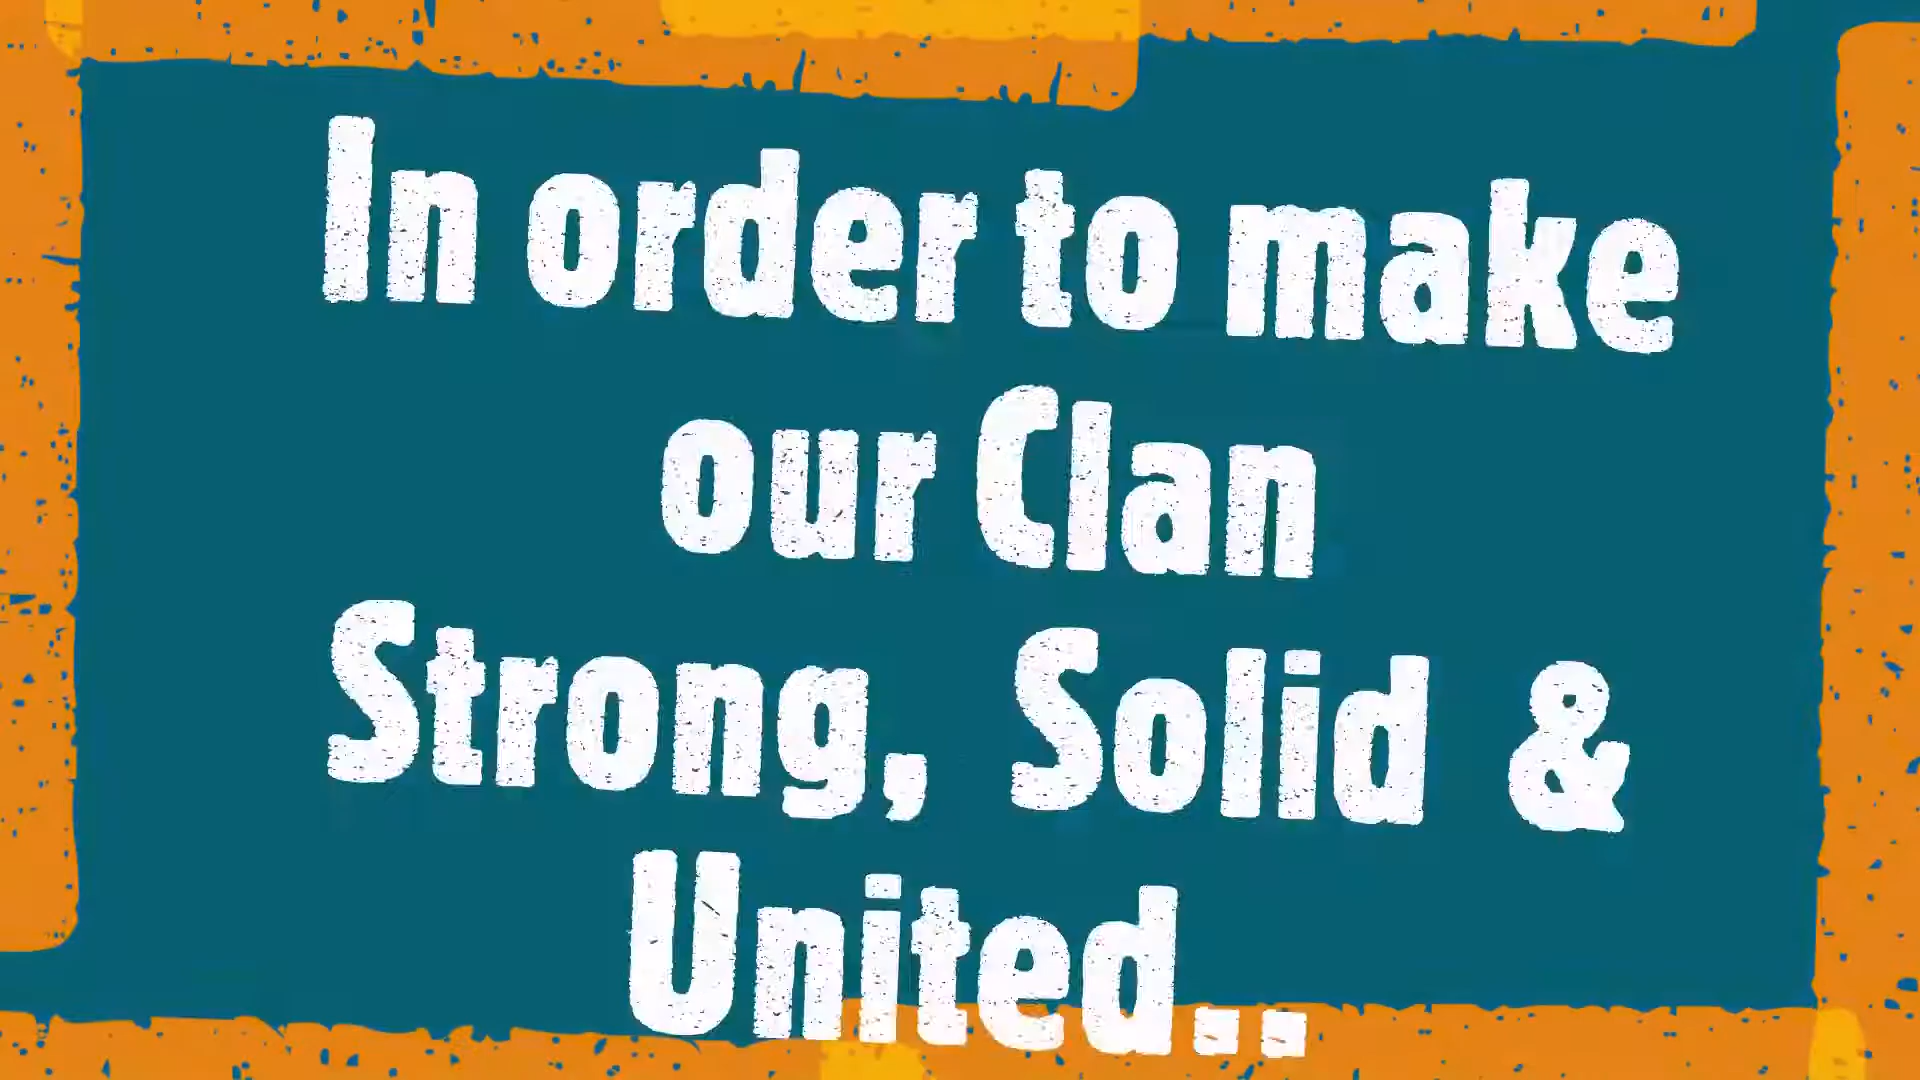 In order to make
our Clan
Strong, Solid &
United..